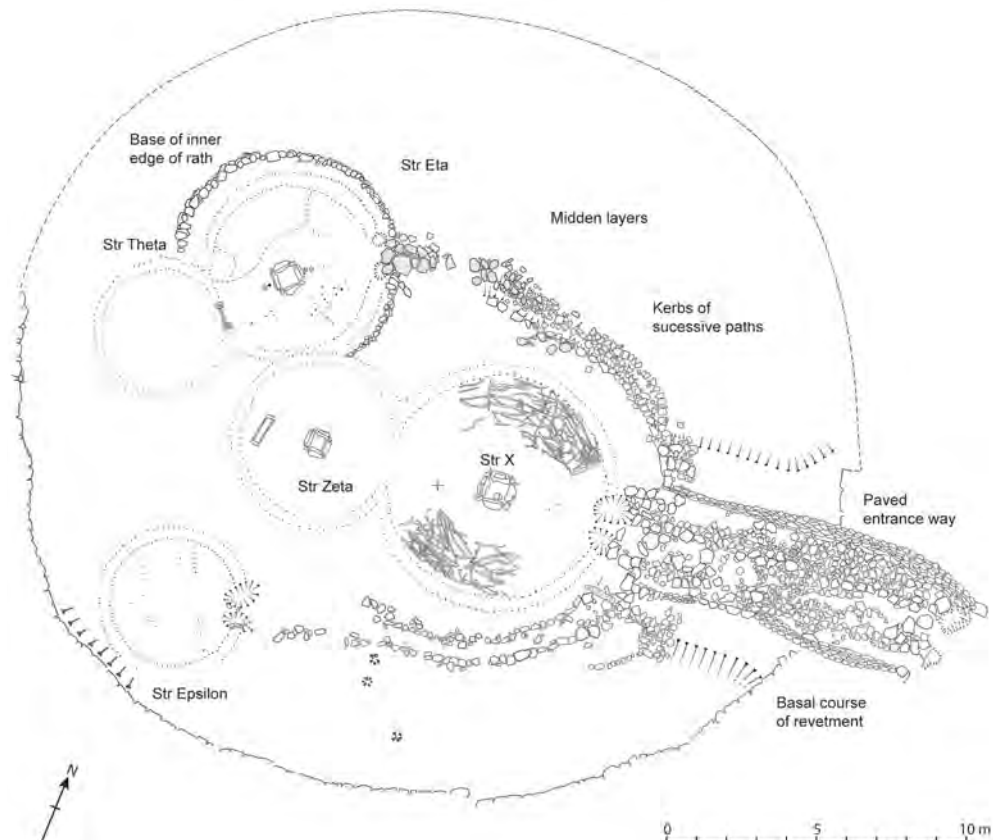 Base of inner
edge of rath
Str Eta
Midden layers
Str Theta
Kerbs of
sucessive paths
Str X
Str Zeta
Paved
entrance way
Str Epsilon
Basal course
of revetment
N
0 5 10 m